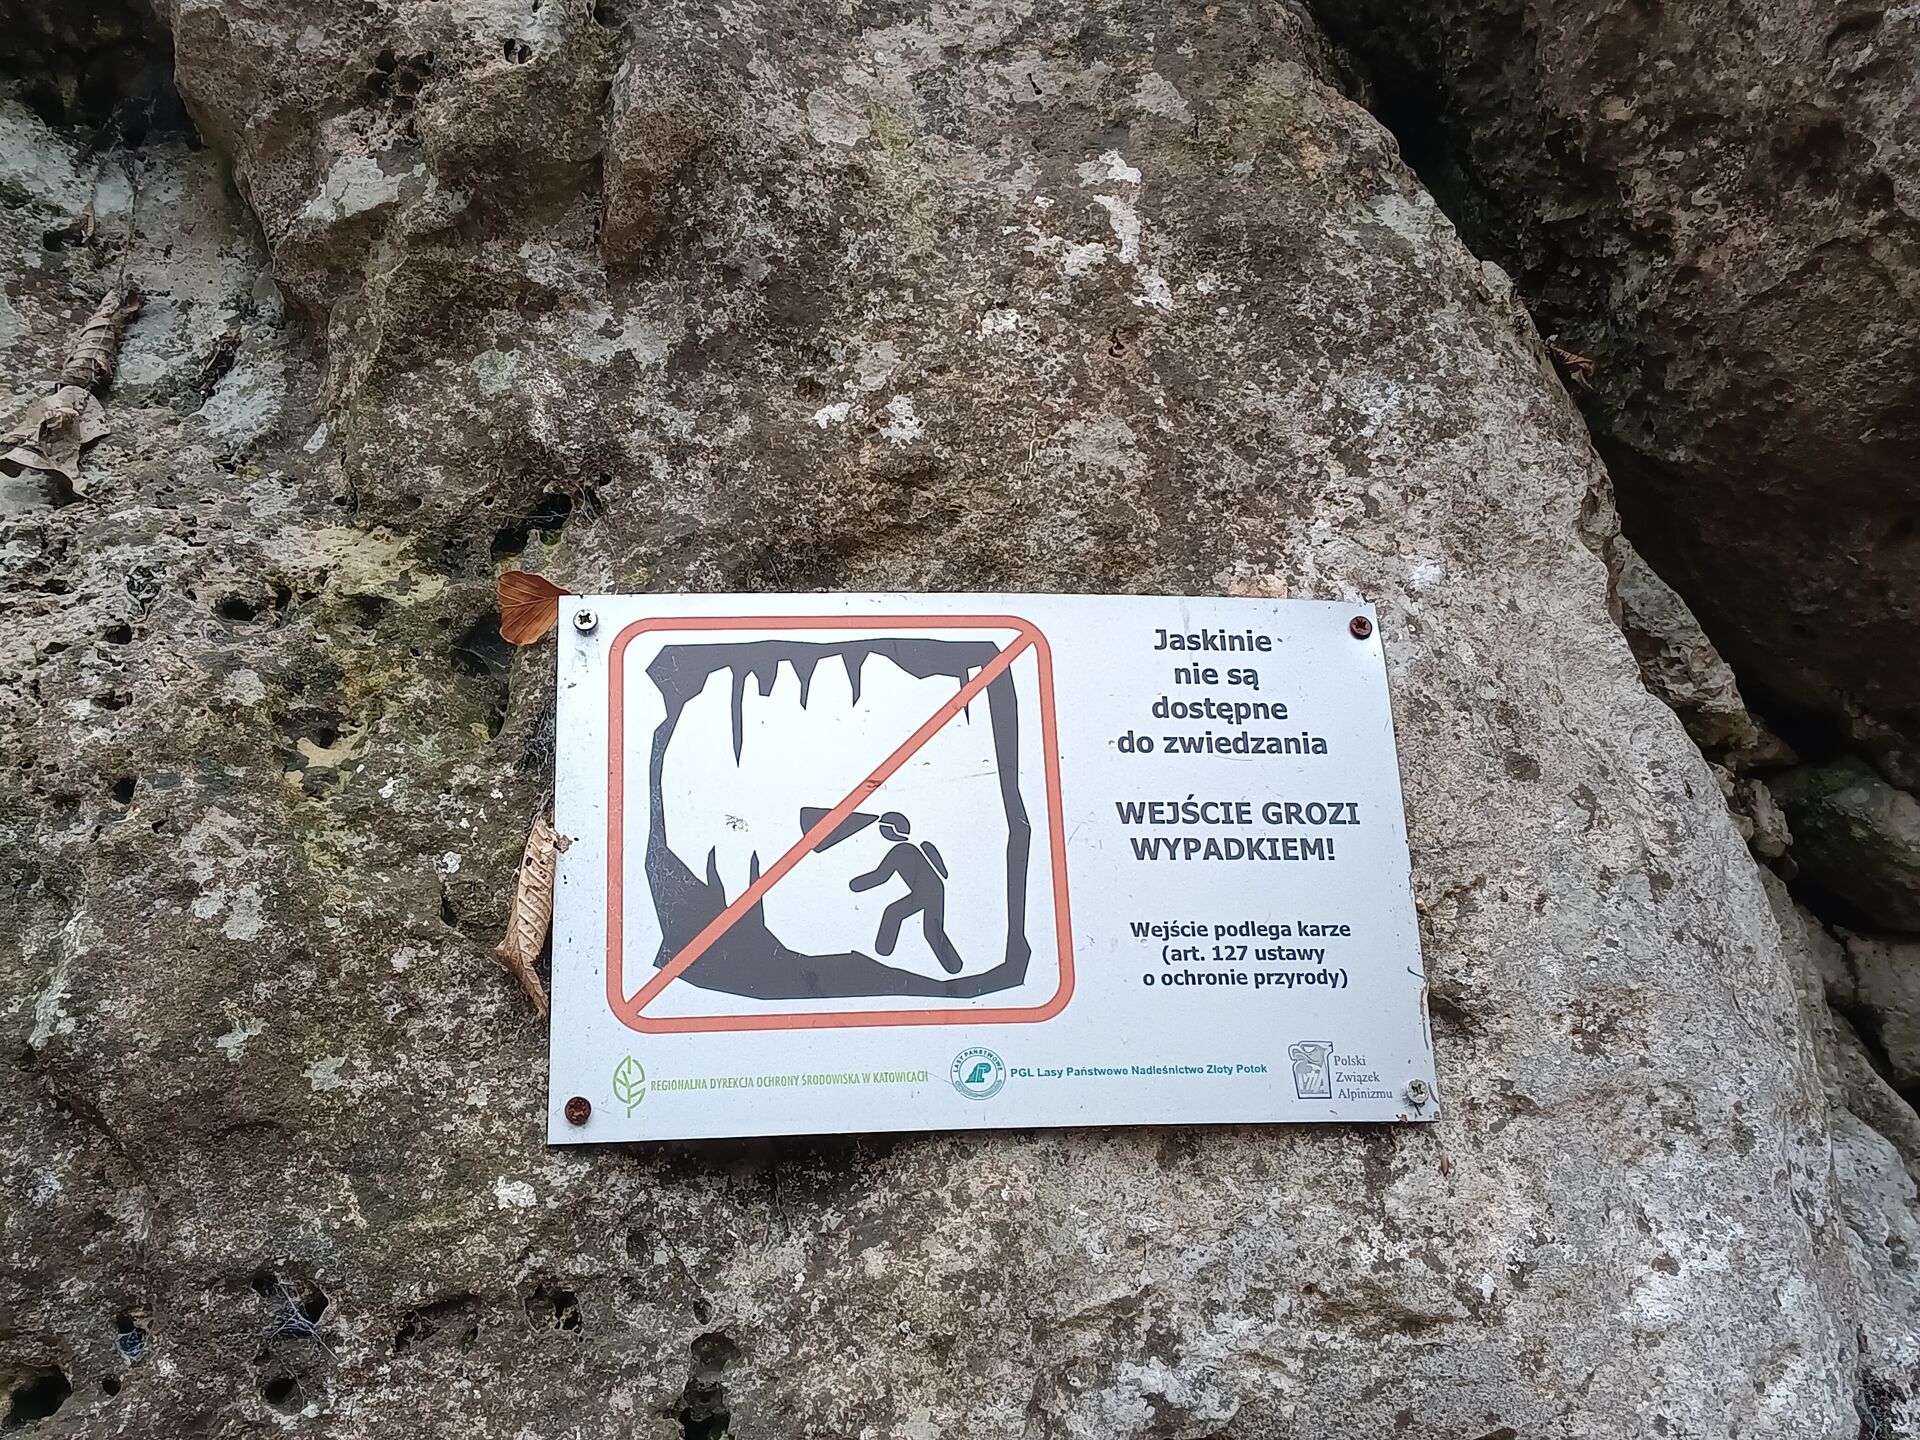 Jaskinie
nie są
dostępne
do zwiedzania
WEJŚCIE GROZI
WYPADKIEM!
Wejście podlega karze
(art. 127 ustawy
o ochronie przyrody)
REGIONALNA DYREKCJA OCHRONY ŚRODOWISKA W KATOWICACH
LASY PAŃSTWOWE
PGL Lasy Państwowe Nadleśnictwo Złoty Potok
Polski
Związek
Alpinizmu